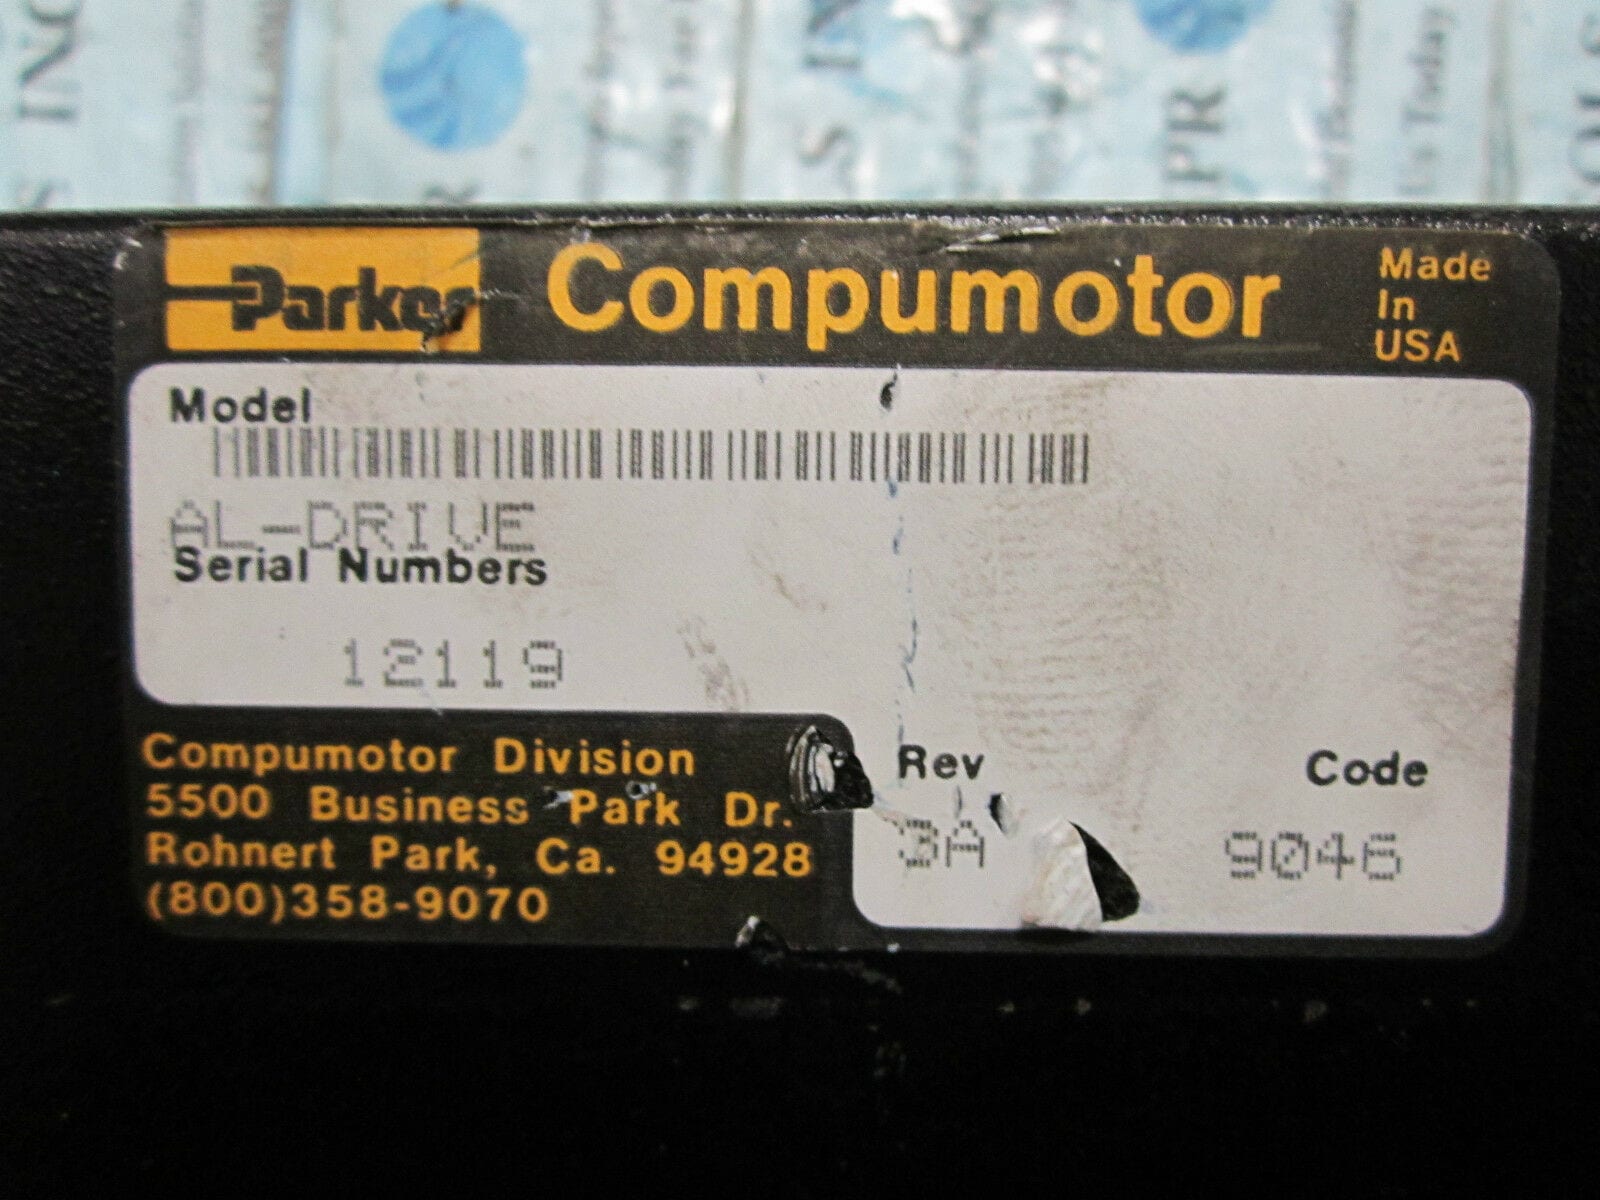 Parker Compumotor
Made
In
USA
Model
AL-DRIVE
Serial Numbers
12119
Compumotor Division
5500 Business Park Dr.
Rohnert Park, Ca. 94928
(800)358-9070
Rev
Code
9046